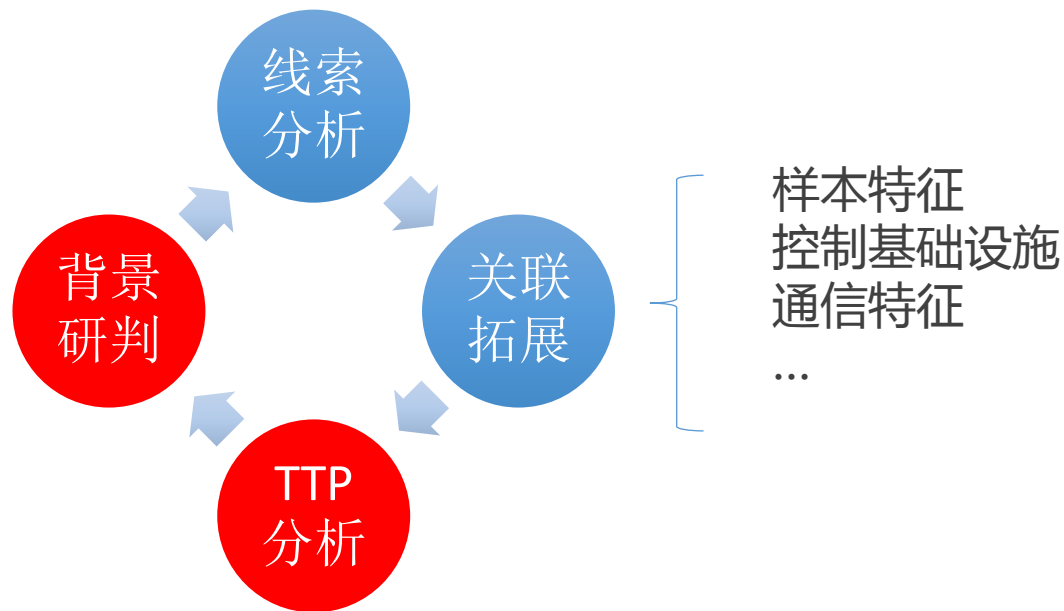 线索
分析
关联
拓展
样本特征
控制基础设施
通信特征
...
TTP
分析
背景
研判